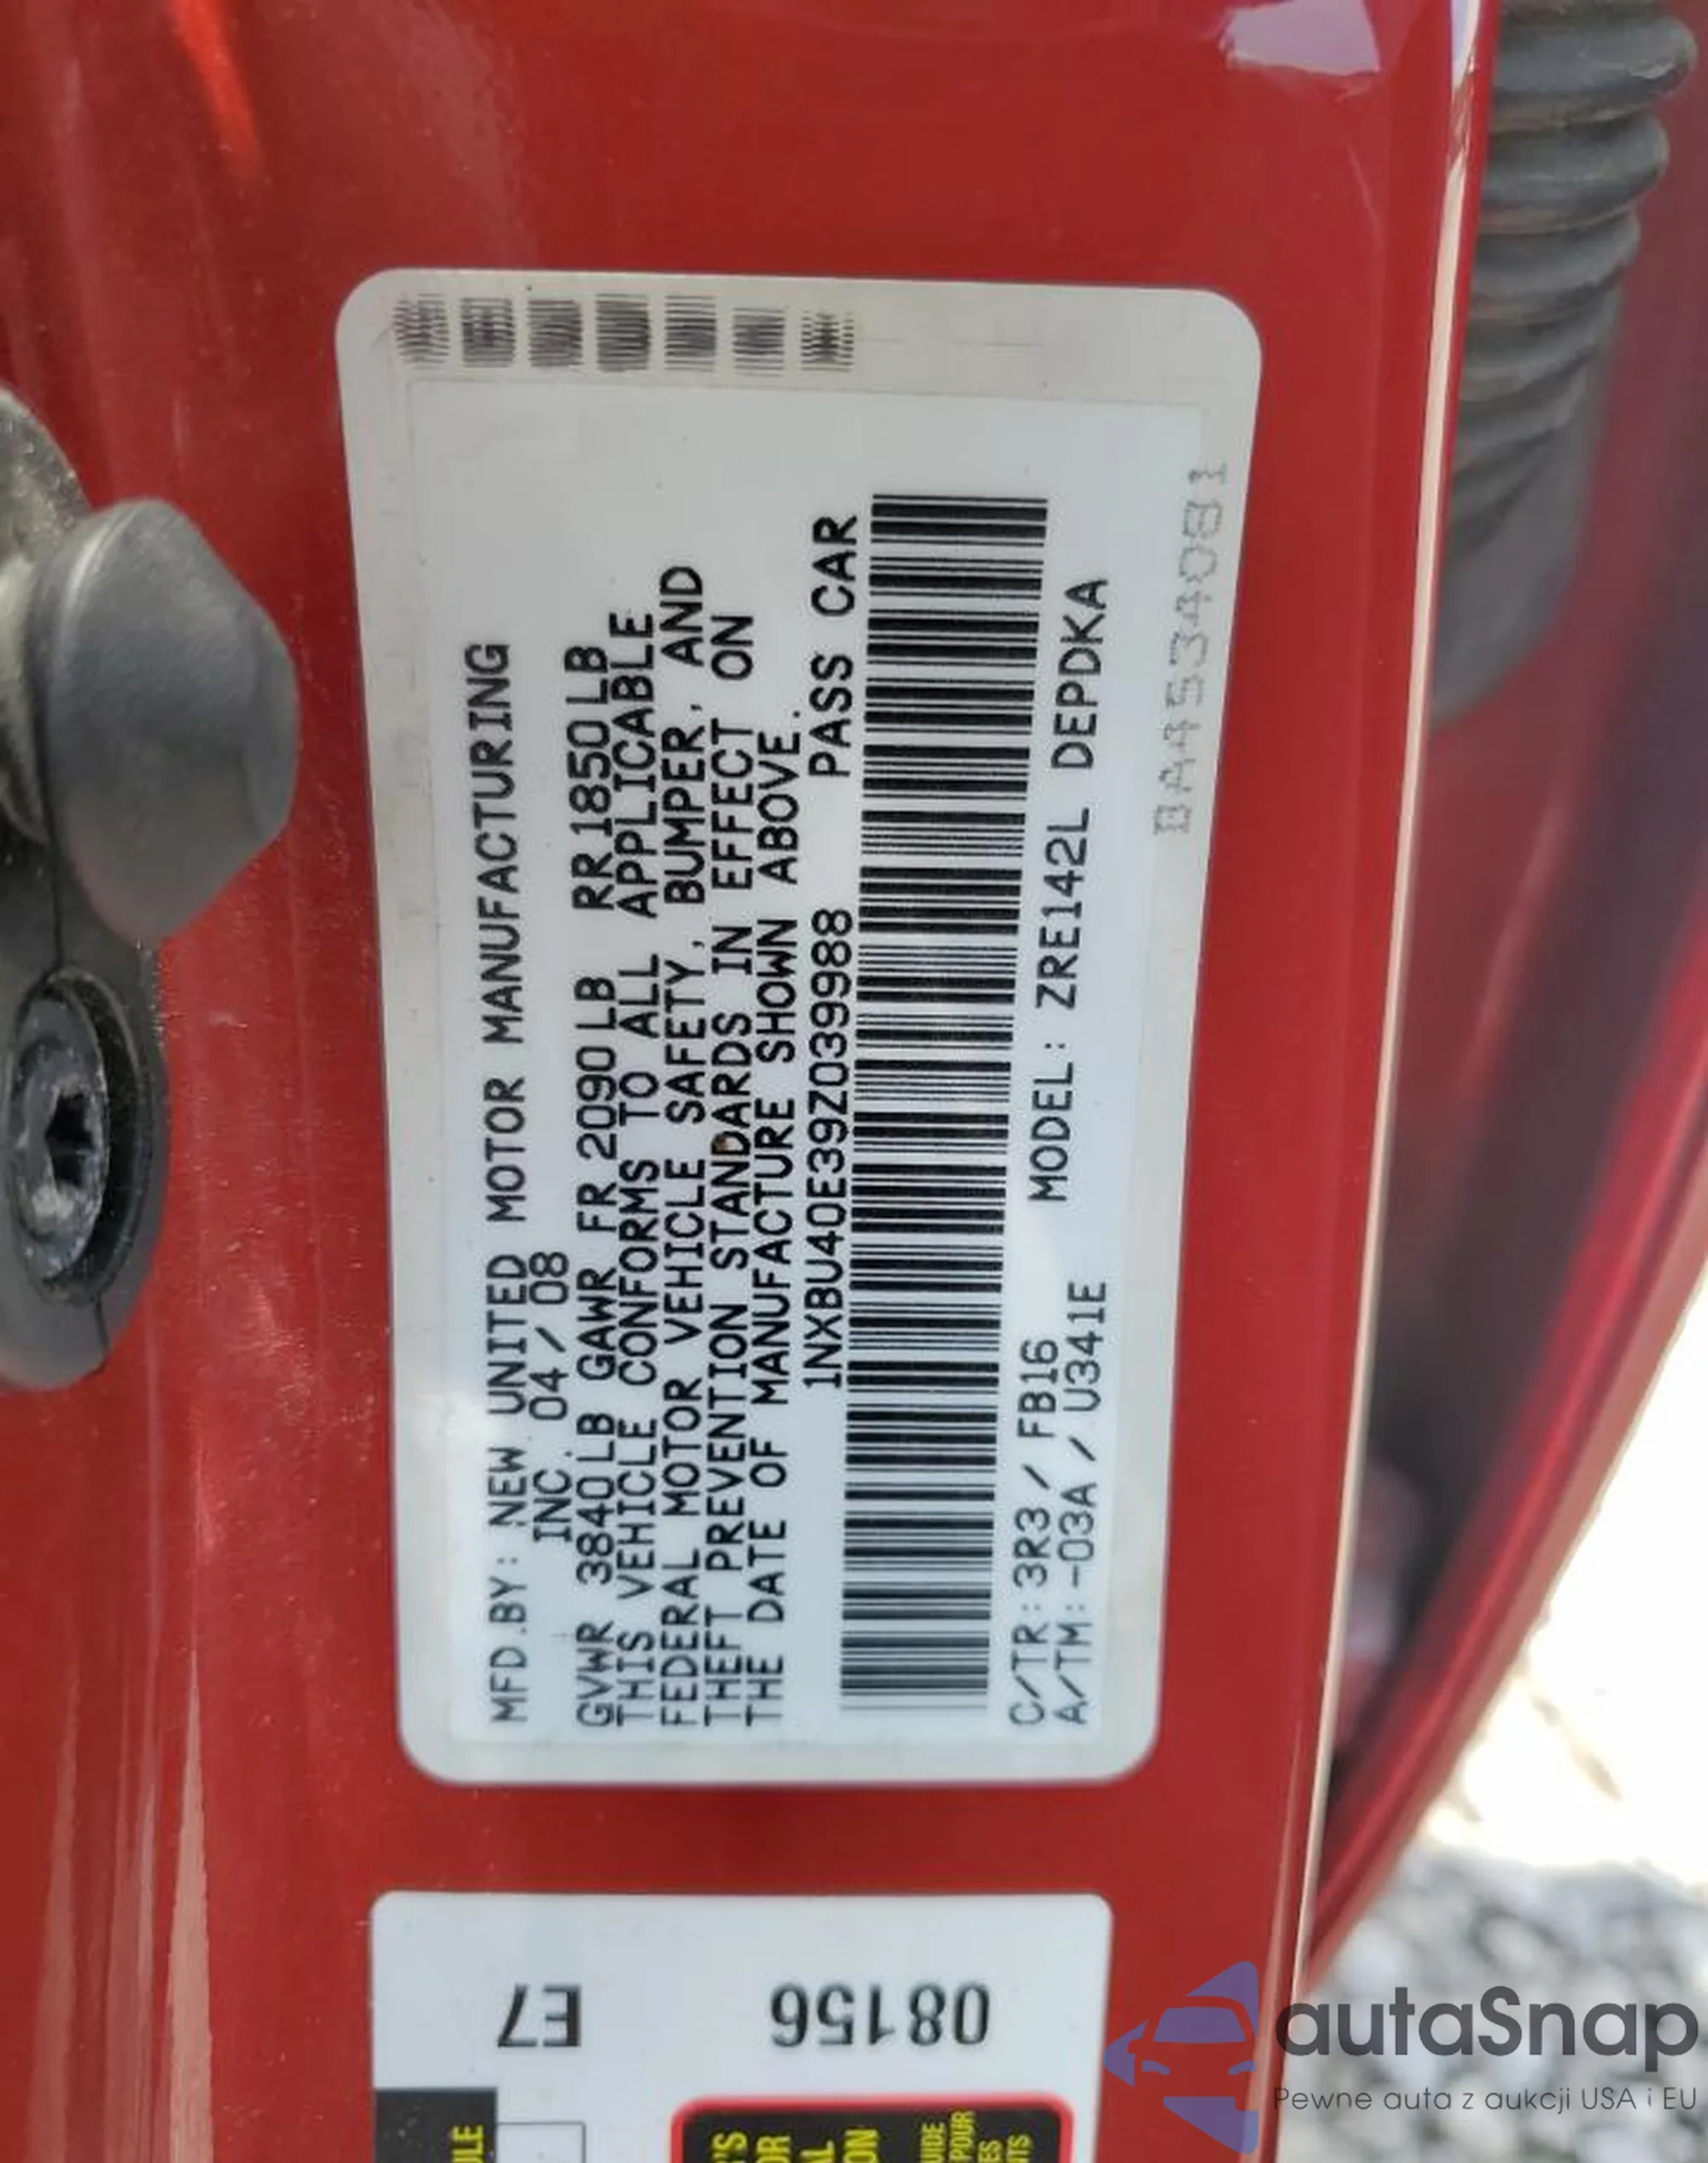 MFD.BY: NEW UNITED MOTOR MANUFACTURING
INC. 04/08
GVWR 3840LB GAWR FR 2090LB RR1850LB
THIS VEHICLE CONFORMS TO ALL APPLICABLE
FEDERAL MOTOR VEHICLE SAFETY, BUMPER, AND
THEFT PREVENTION STANDARDS IN EFFECT ON
THE DATE OF MANUFACTURE SHOWN ABOVE.
1NXBU40E39Z039988 PASS CAR
C/TR: 3R3/FB16 MODEL: ZRE142L DEPDKA
A/TM: -03A/U341E
BA45534081
E7 08156
autaSnap
Pewne auta z aukcji USA i EU